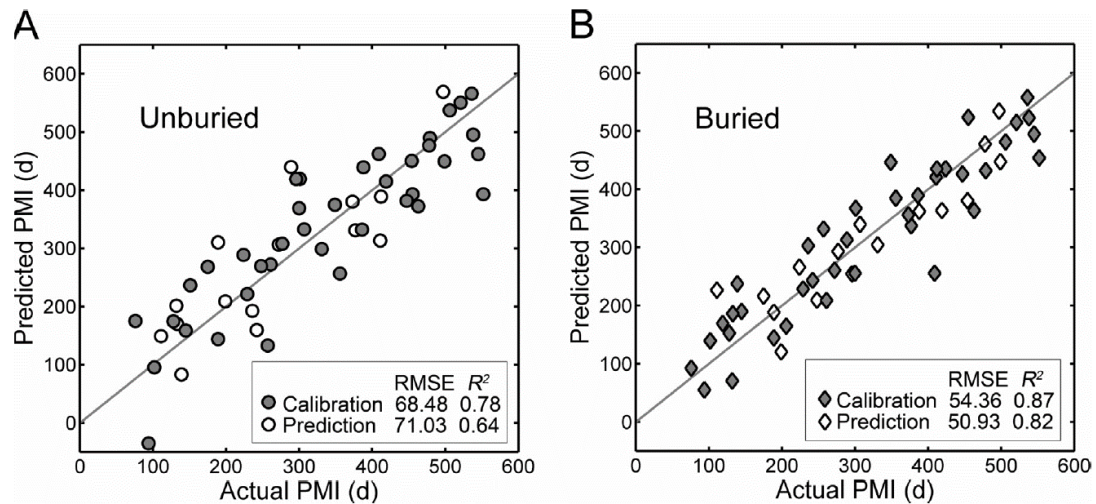 A
Unburied
Predicted PMI (d)
600
500
400
300
200
100
0
RMSE R²
Calibration 68.48 0.78
Prediction 71.03 0.64
0 100 200 300 400 500 600
Actual PMI (d)
B
Buried
Predicted PMI (d)
600
500
400
300
200
100
0
RMSE R²
Calibration 54.36 0.87
Prediction 50.93 0.82
0 100 200 300 400 500 600
Actual PMI (d)